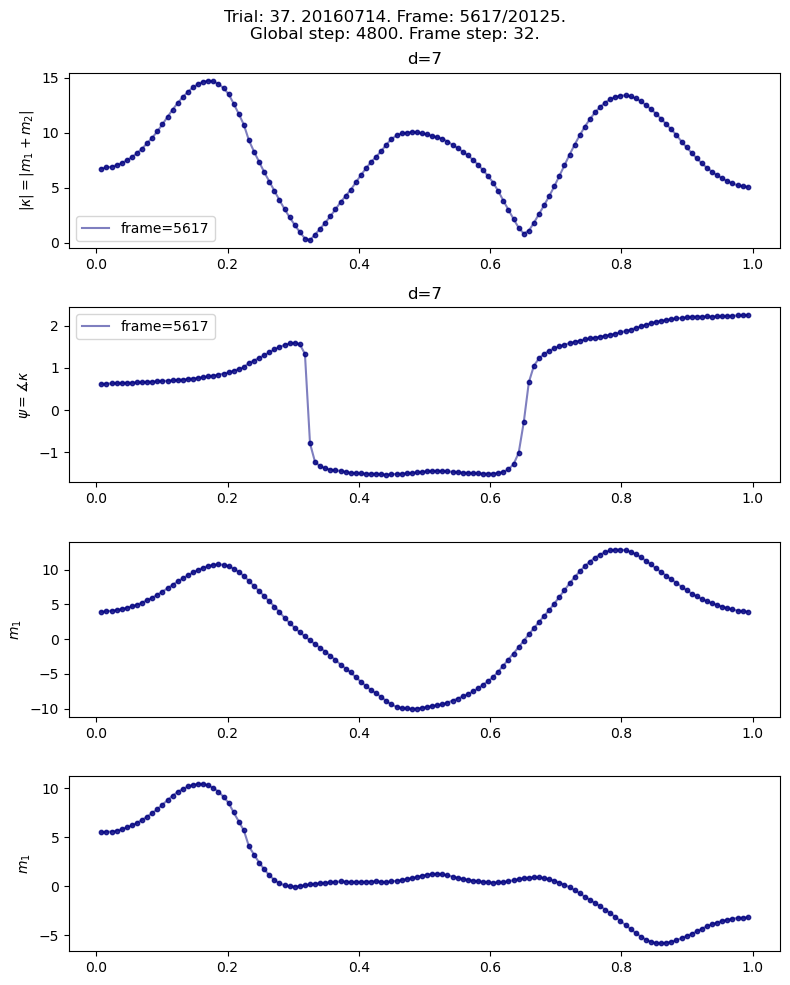 Trial: 37. 20160714. Frame: 5617/20125.
Global step: 4800. Frame step: 32.
d=7
|κ| = |m₁ + m₂|
15
10
5
0
frame=5617
0.0 0.2 0.4 0.6 0.8 1.0
d=7
ψ = ∡κ
2
1
0
−1
frame=5617
0.0 0.2 0.4 0.6 0.8 1.0
m₁
10
5
0
−5
−10
0.0 0.2 0.4 0.6 0.8 1.0
m₁
10
5
0
−5
0.0 0.2 0.4 0.6 0.8 1.0